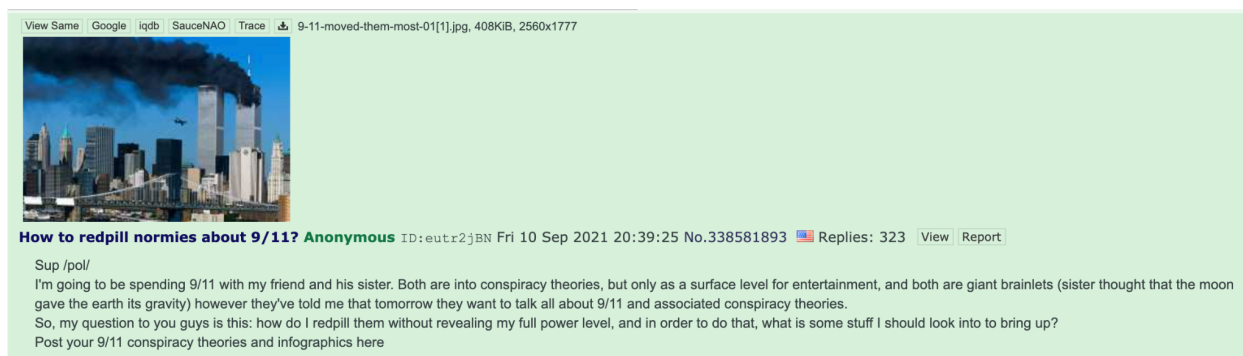 View Same Google iqdb SauceNAO Trace 9-11-moved-them-most-01[1].jpg, 408KiB, 2560x1777
How to redpill normies about 9/11? Anonymous ID:eutr2jBN Fri 10 Sep 2021 20:39:25 No.338581893 Replies: 323 View Report
Sup /pol/
I'm going to be spending 9/11 with my friend and his sister. Both are into conspiracy theories, but only as a surface level for entertainment, and both are giant brainlets (sister thought that the moon
gave the earth its gravity) however they've told me that tomorrow they want to talk all about 9/11 and associated conspiracy theories.
So, my question to you guys is this: how do I redpill them without revealing my full power level, and in order to do that, what is some stuff I should look into to bring up?
Post your 9/11 conspiracy theories and infographics here